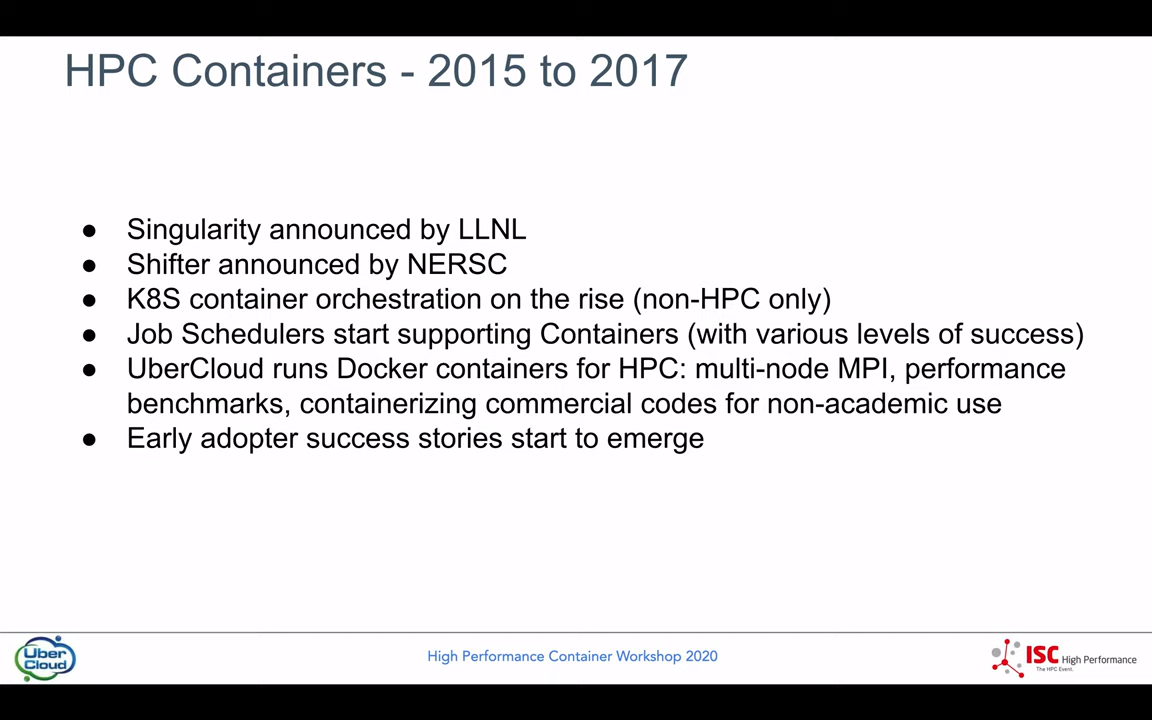 HPC Containers - 2015 to 2017
● Singularity announced by LLNL
● Shifter announced by NERSC
● K8S container orchestration on the rise (non-HPC only)
● Job Schedulers start supporting Containers (with various levels of success)
● UberCloud runs Docker containers for HPC: multi-node MPI, performance
benchmarks, containerizing commercial codes for non-academic use
● Early adopter success stories start to emerge
Uber
Cloud
High Performance Container Workshop 2020
ISC High Performance
The HPC Event.